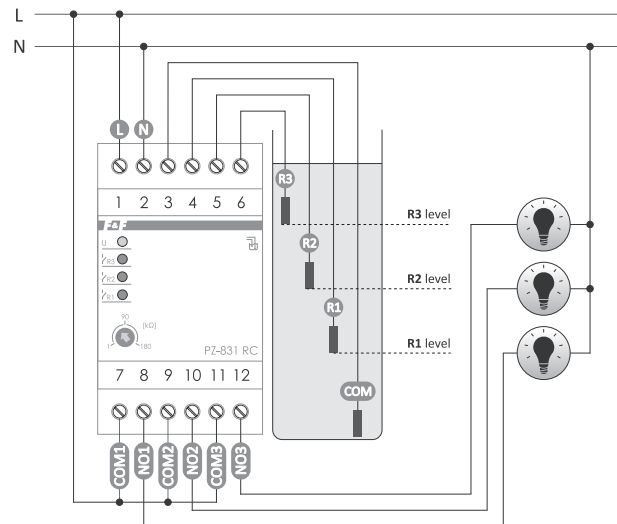 L
N
L N
1 2 3 4 5 6
F&F
U
R3
R2
R1
90
[kΩ]
1 180
PZ-831 RC
7 8 9 10 11 12
COM1 NO1 COM2 NO2 COM3 NO3
R3
R3 level
R2
R2 level
R1
R1 level
COM